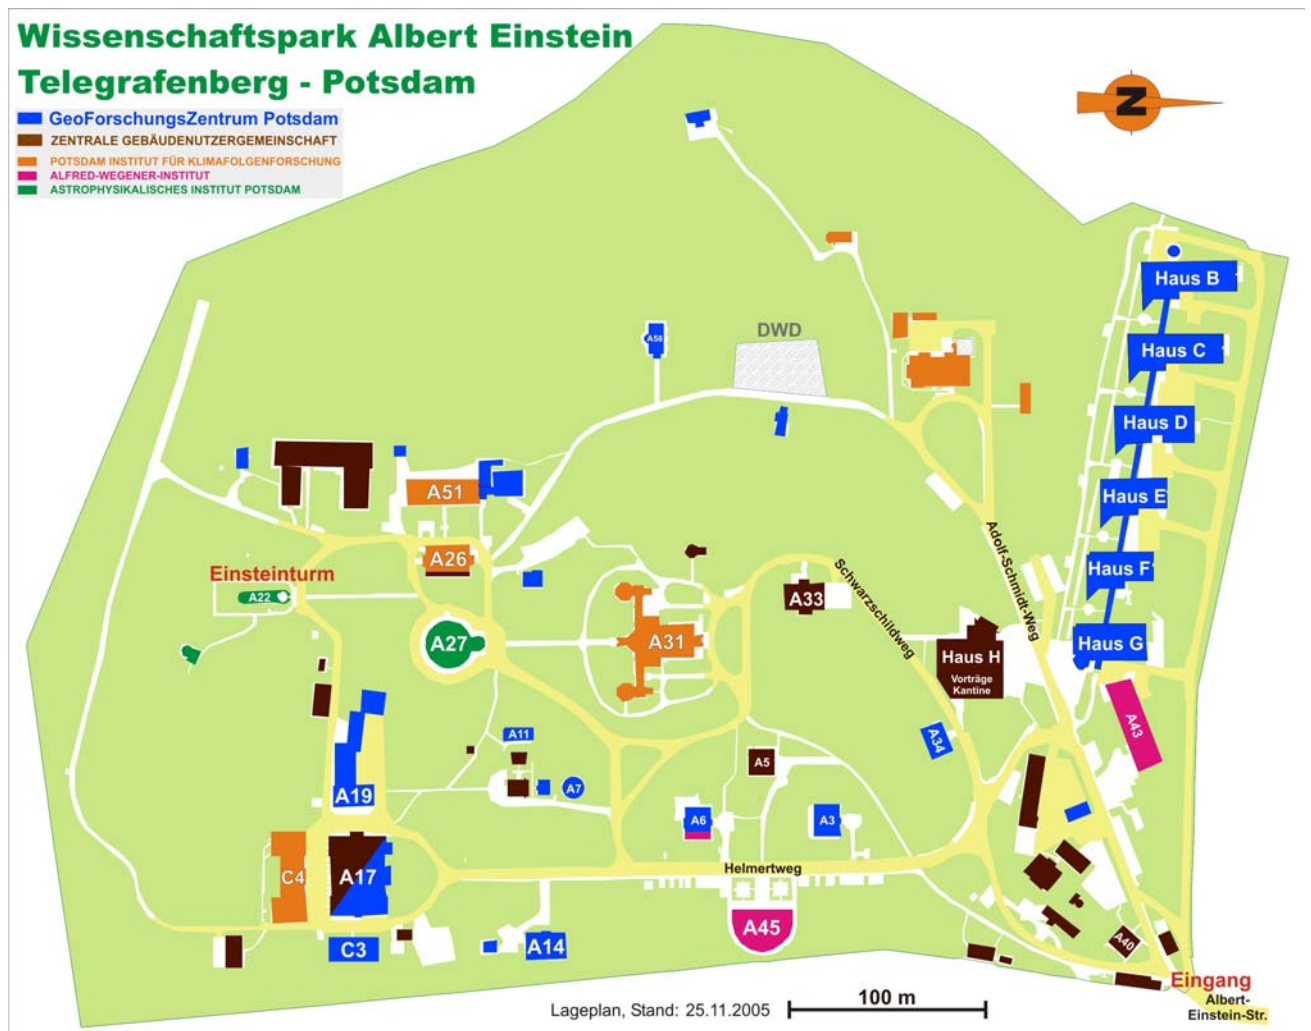 Wissenschaftspark Albert Einstein
Telegrafenberg - Potsdam
GeoForschungsZentrum Potsdam
ZENTRALE GEBÄUDENUTZERGEMEINSCHAFT
POTSDAM INSTITUT FÜR KLIMAFOLGENFORSCHUNG
ALFRED-WEGENER-INSTITUT
ASTROPHYSIKALISCHES INSTITUT POTSDAM
N
Haus B
DWD
A58
Haus C
Haus D
A51
Haus E
Adolf-Schmidt-Weg
A26
Einsteinturm
Schwarzschildweg
Haus F
A22
A33
A27
A31
Haus G
Haus H
Vorträge
Kantine
A43
A11
A34
A5
A7
A19
A6
A3
Helmertweg
C4
A17
A45
A40
C3
A14
Eingang
Albert-
Einstein-Str.
100 m
Lageplan, Stand: 25.11.2005